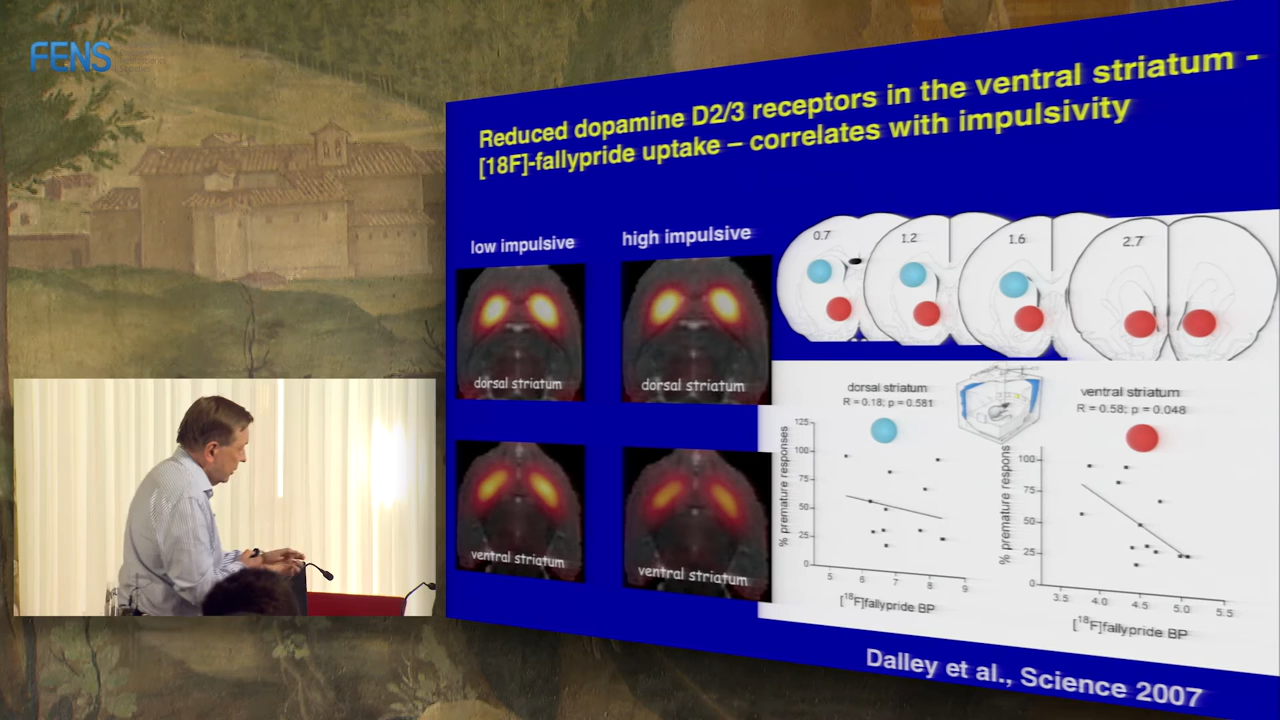 FENS
Reduced dopamine D2/3 receptors in the ventral striatum -
[18F]-fallypride uptake – correlates with impulsivity
low impulsive
high impulsive
dorsal striatum
dorsal striatum
ventral striatum
ventral striatum
0.7
1.2
1.6
2.7
dorsal striatum
R = 0.18; p = 0.581
% premature responses
125
100
75
50
25
0
5
6
7
8
9
[18F]fallypride BP
ventral striatum
R = 0.58; p = 0.048
% premature respons
100
75
50
25
0
3.5
4.0
4.5
5.0
5.5
[18F]fallypride BP
Dalley et al., Science 2007